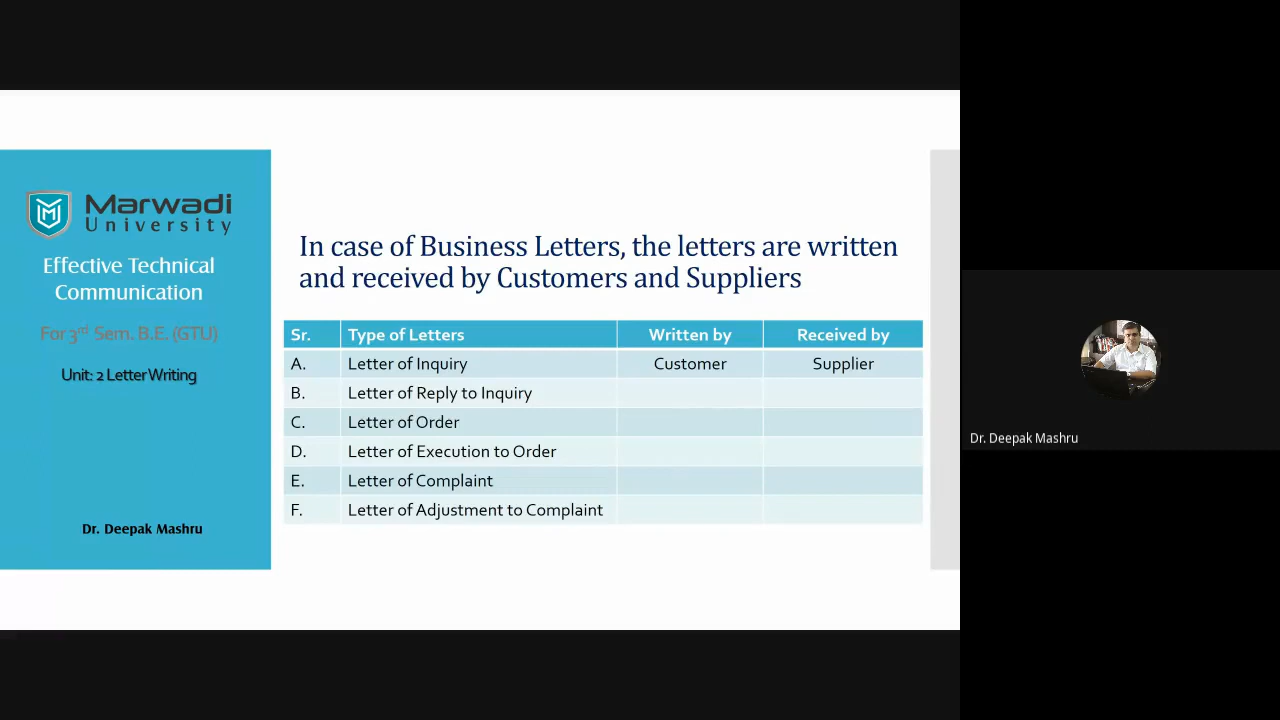 Marwadi
University
Effective Technical
Communication
For 3rd Sem. B.E. (GTU)
Unit: 2 Letter Writing
Dr. Deepak Mashru
In case of Business Letters, the letters are written
and received by Customers and Suppliers
Sr. Type of Letters Written by Received by
A. Letter of Inquiry Customer Supplier
B. Letter of Reply to Inquiry
C. Letter of Order
D. Letter of Execution to Order
E. Letter of Complaint
F. Letter of Adjustment to Complaint
Dr. Deepak Mashru